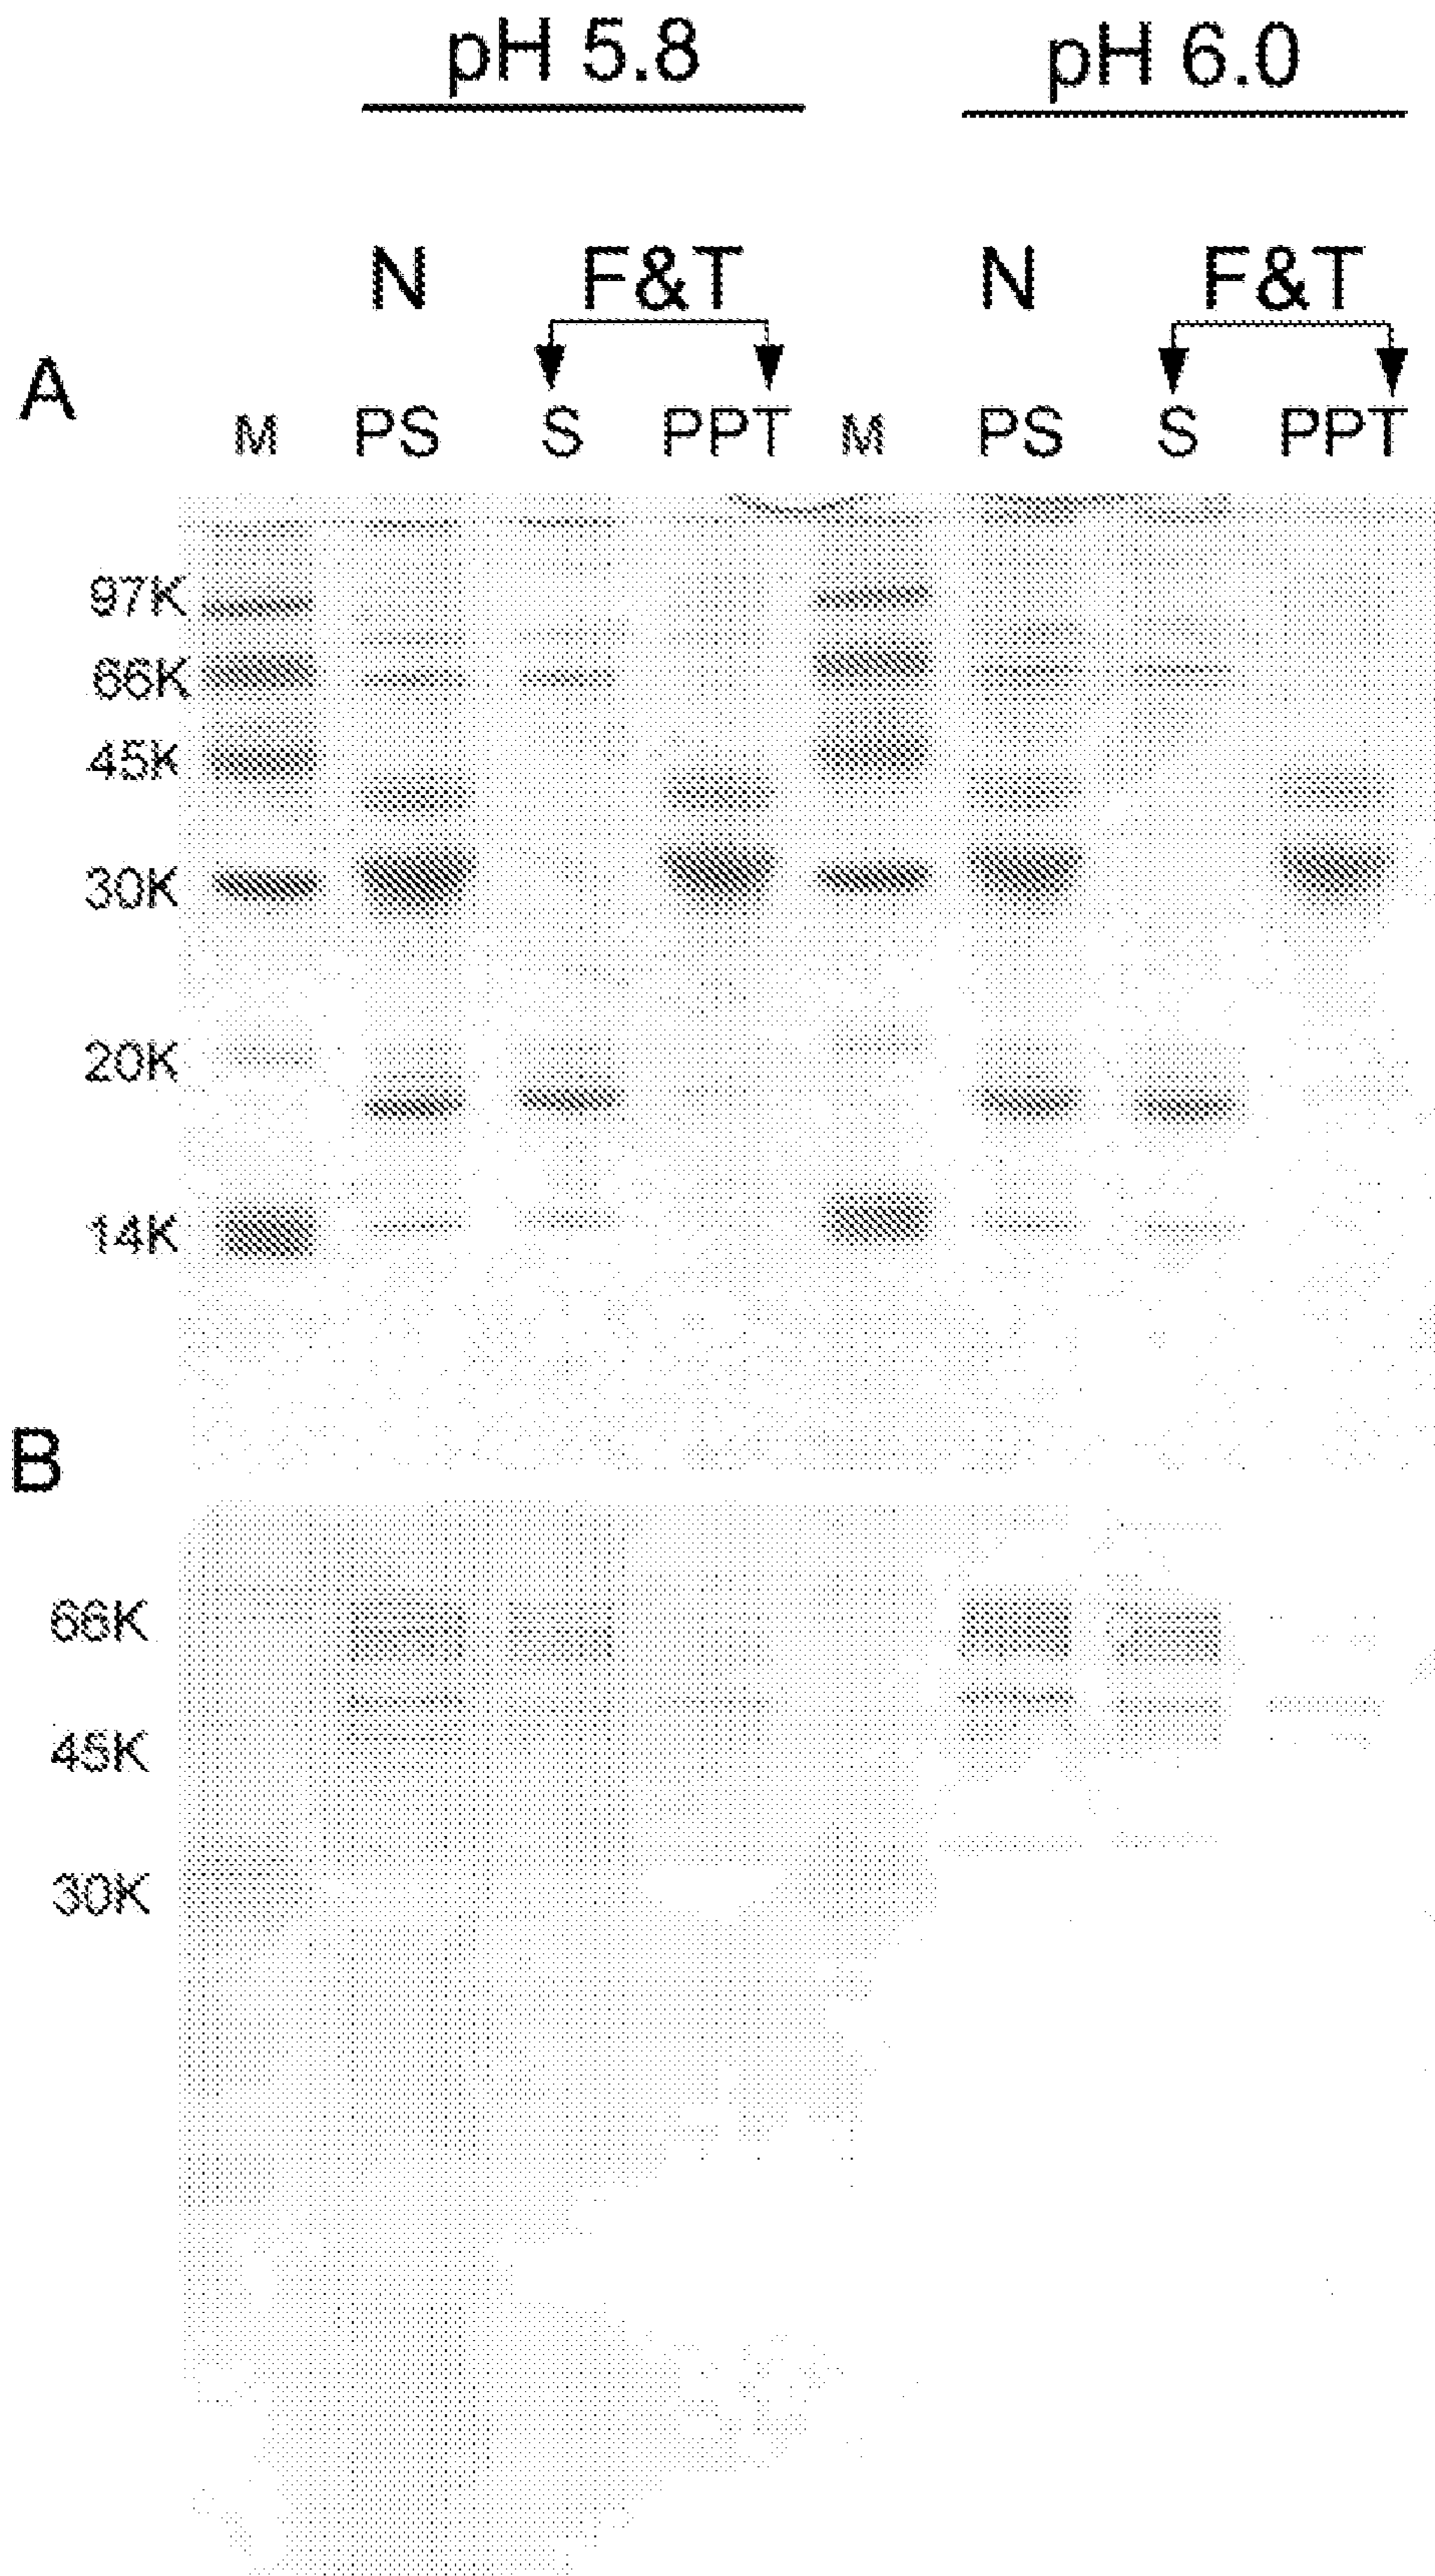 pH 5.8 pH 6.0
N F&T N F&T
A
M PS S PPT M PS S PPT
97K
66K
45K
30K
20K
14K
B
66K
45K
30K